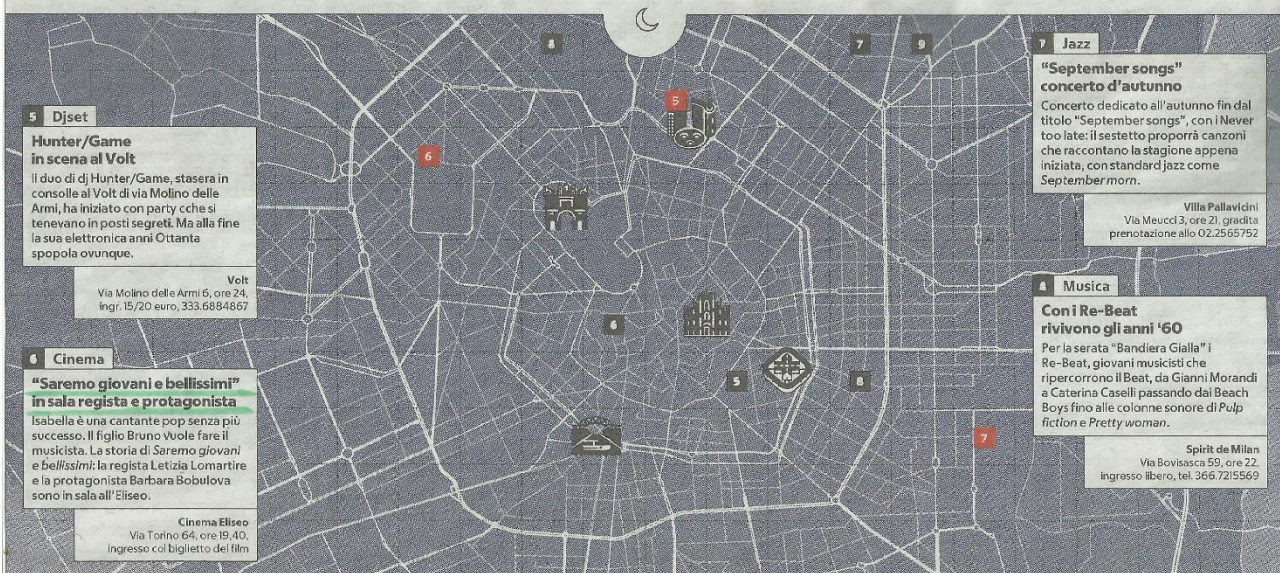 5 Djset
Hunter/Game
in scena al Volt
Il duo di dj Hunter/Game, stasera in
consolle al Volt di via Molino delle
Armi, ha iniziato con party cche si
tenevano in posti segreti. Ma alla fine
la sua elettronica anni Ottanta
spopola ovunque.
Volt
Via Molino delle Armi 6, ore 24,
ingr. 15/20 euro, 333.6884867
6 Cinema
“Saremo giovani e bellissimi”
in sala regista e protagonista
Isabella è una cantante pop senza più
successo. Il figlio Bruno vuole fare il
musicista. La storia di Saremo giovani
e bellissimi: la regista Letizia Lomartire
e la protagonista Barbara Bobulova
sono in sala all’Eliseo.
Cinema Eliseo
Via Torino 64, ore 19,40,
ingresso col biglietto del film
8
7
9
5
6
6
5
8
7
7 Jazz
“September songs”
concerto d’autunno
Concerto dedicato all’autunno fin dal
titolo “September songs”, con i Never
too late: il sestetto proporrà canzoni
che raccontano la stagione appena
iniziata, con standard jazz come
September morn.
Villa Pallavicini
Via Meucci 3, ore 21, gradita
prenotazione allo 02.2565752
8 Musica
Con i Re-Beat
rivivono gli anni ‘60
Per la serata “Bandiera Gialla” i
Re-Beat, giovani musicisti che
ripercorrono il Beat, da Gianni Morandi
a Caterina Caselli passando dai Beach
Boys fino alle colonne sonore di Pulp
fiction e Pretty woman.
Spirit de Milan
Via Bovisasca 59, ore 22,
ingresso libero, tel. 366.7215569